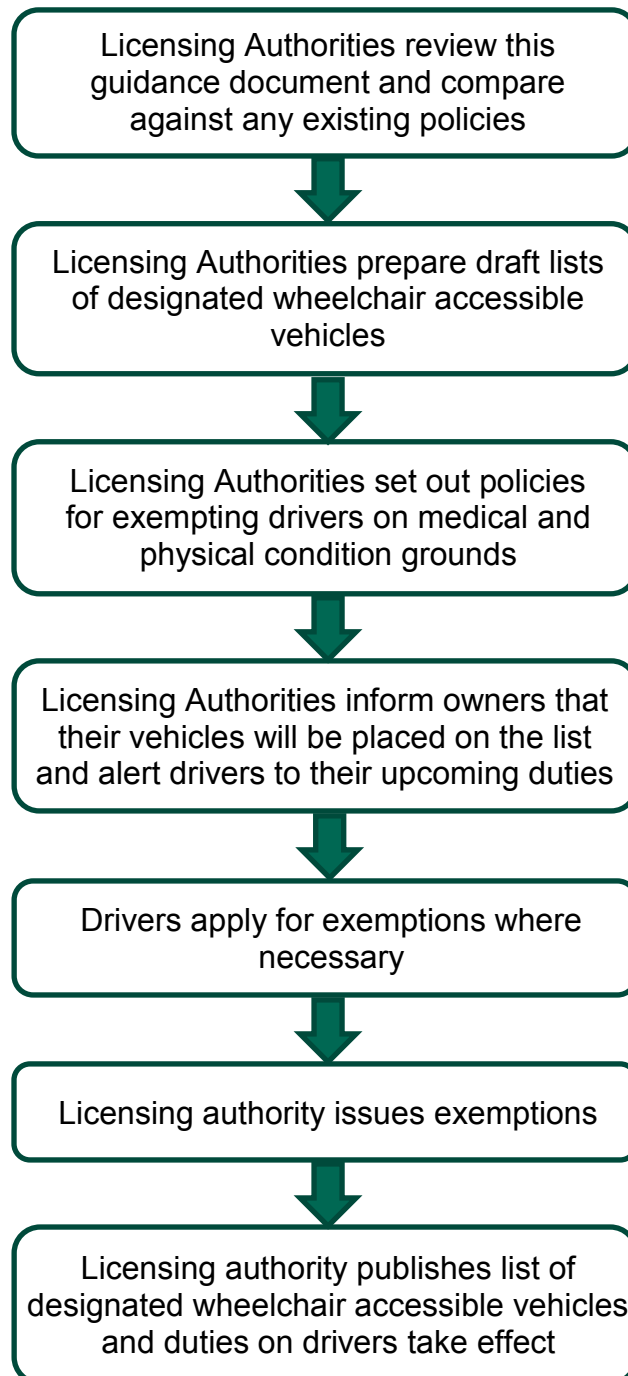 Licensing Authorities review this
guidance document and compare
against any existing policies
Licensing Authorities prepare draft lists
of designated wheelchair accessible
vehicles
Licensing Authorities set out policies
for exempting drivers on medical and
physical condition grounds
Licensing Authorities inform owners that
their vehicles will be placed on the list
and alert drivers to their upcoming duties
Drivers apply for exemptions where
necessary
Licensing authority issues exemptions
Licensing authority publishes list of
designated wheelchair accessible vehicles
and duties on drivers take effect